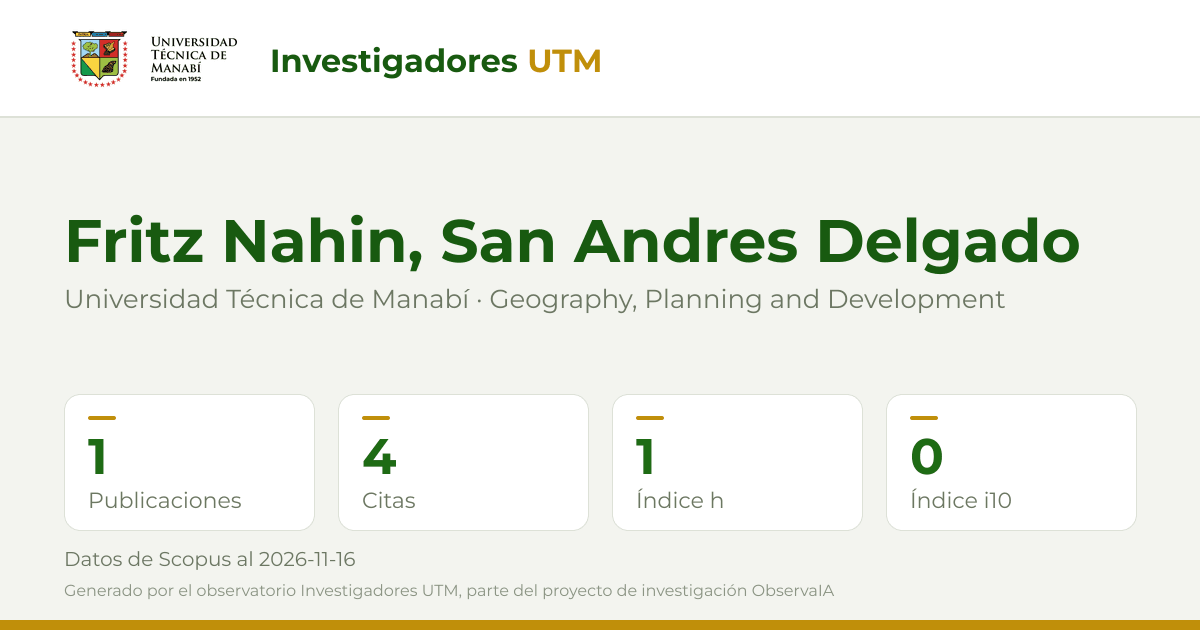 UNIVERSIDAD
TÉCNICA DE
MANABÍ
Fundada en 1952
Investigadores UTM
Fritz Nahin, San Andres Delgado
Universidad Técnica de Manabí · Geography, Planning and Development
1
Publicaciones
4
Citas
1
Índice h
0
Índice i10
Datos de Scopus al 2026-11-16
Generado por el observatorio Investigadores UTM, parte del proyecto de investigación ObservaIA